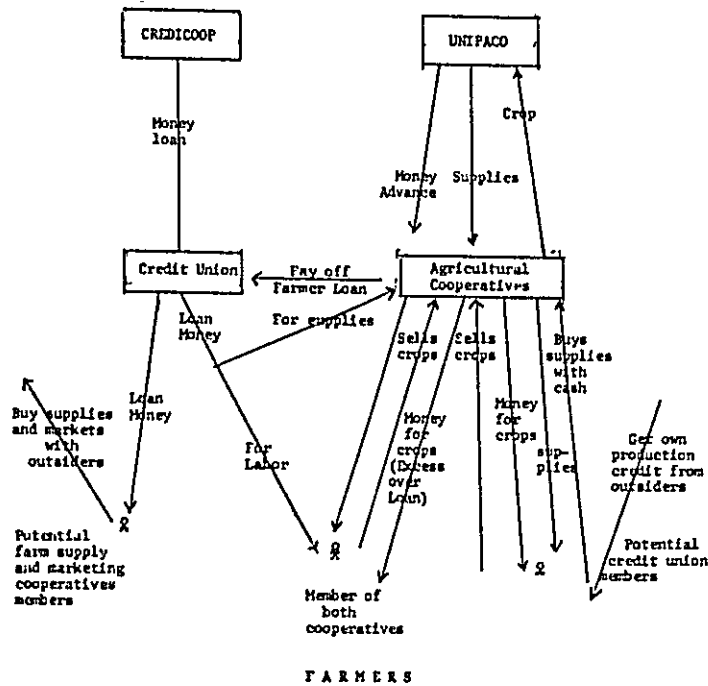 CREDICOOP
UNIPACO
Money
loan
Crop
Money
Advance
Supplies
Credit Union
Pay off
Farmer Loan
Agricultural
Cooperatives
Loan
Money
For supplies
Sells
crops
Sells
crops
Buys
supplies
with
cash
Loan
Money
Buy supplies
and markets
with
outsiders
For
Labor
Money
for
crops
(Excess
over
Loan)
Money
for
crops
sup-
plies
Get own
production
credit from
outsiders
Potential
farm supply
and marketing
cooperatives
members
Member of
both
cooperatives
Potential
credit union
members
FARMERS